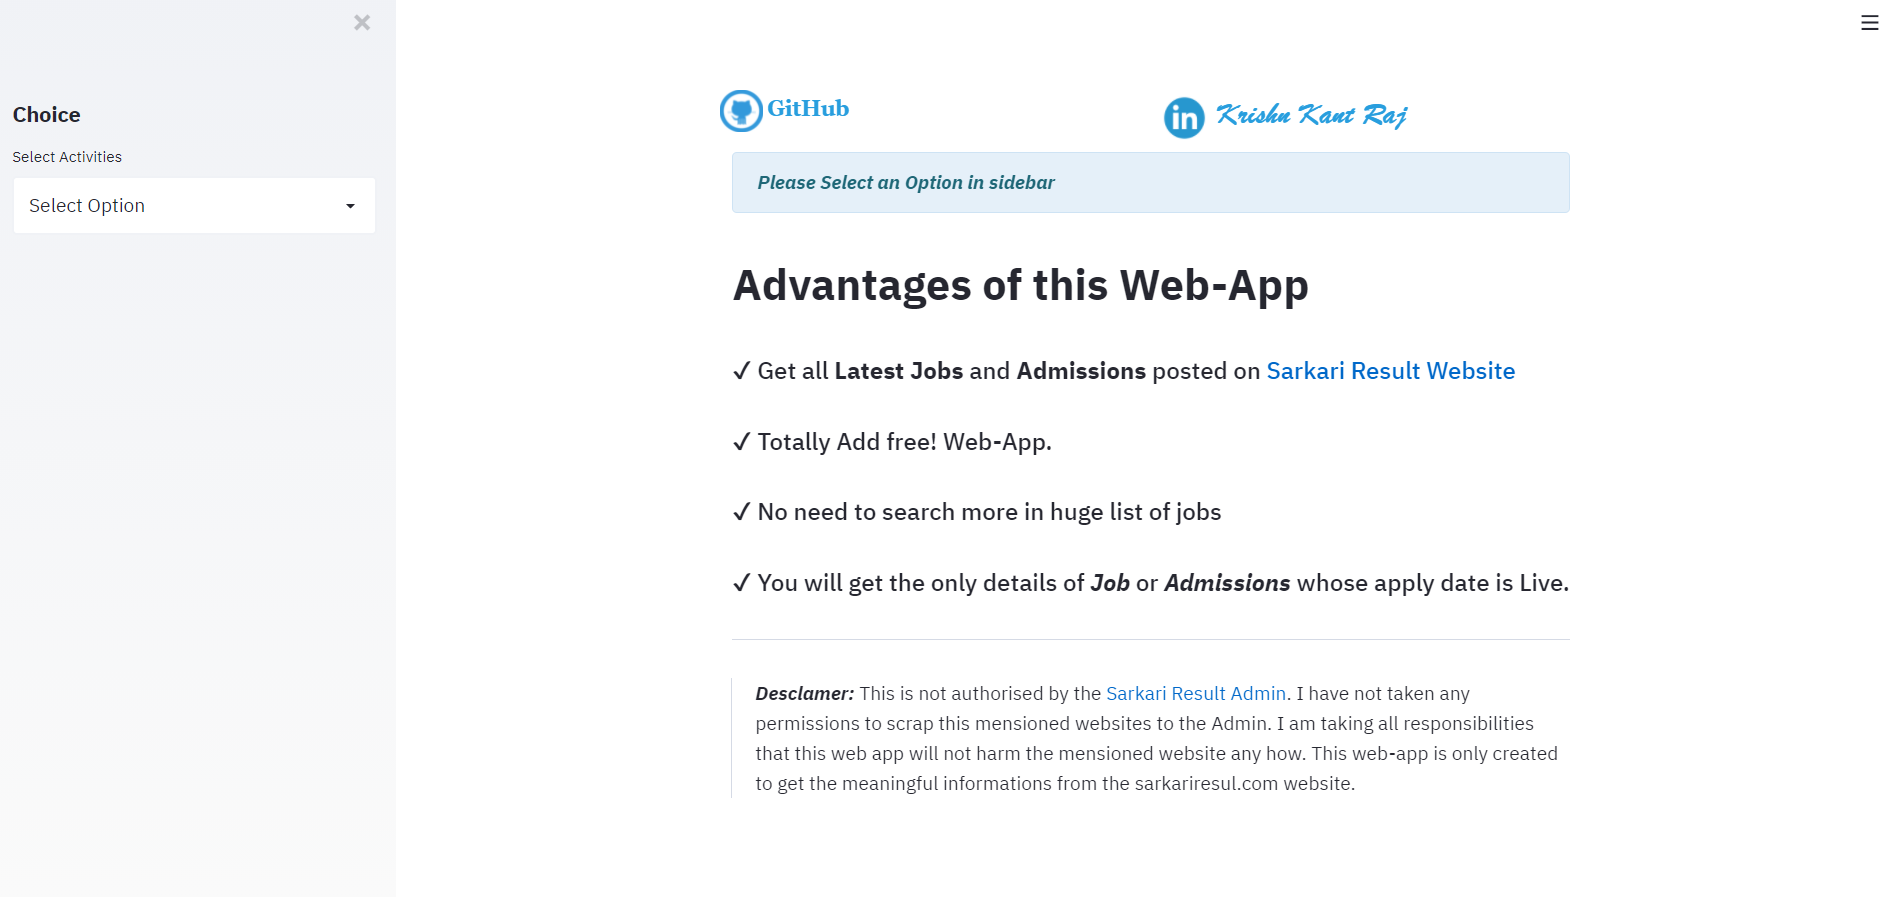 Choice
Select Activities
Select Option
GitHub
in Krishn Kant Raj
Please Select an Option in sidebar
Advantages of this Web-App
✓ Get all Latest Jobs and Admissions posted on Sarkari Result Website
✓ Totally Add free! Web-App.
✓ No need to search more in huge list of jobs
✓ You will get the only details of Job or Admissions whose apply date is Live.
Desclamer: This is not authorised by the Sarkari Result Admin. I have not taken any
permissions to scrap this mensioned websites to the Admin. I am taking all responsibilities
that this web app will not harm the mensioned website any how. This web-app is only created
to get the meaningful informations from the sarkariresul.com website.